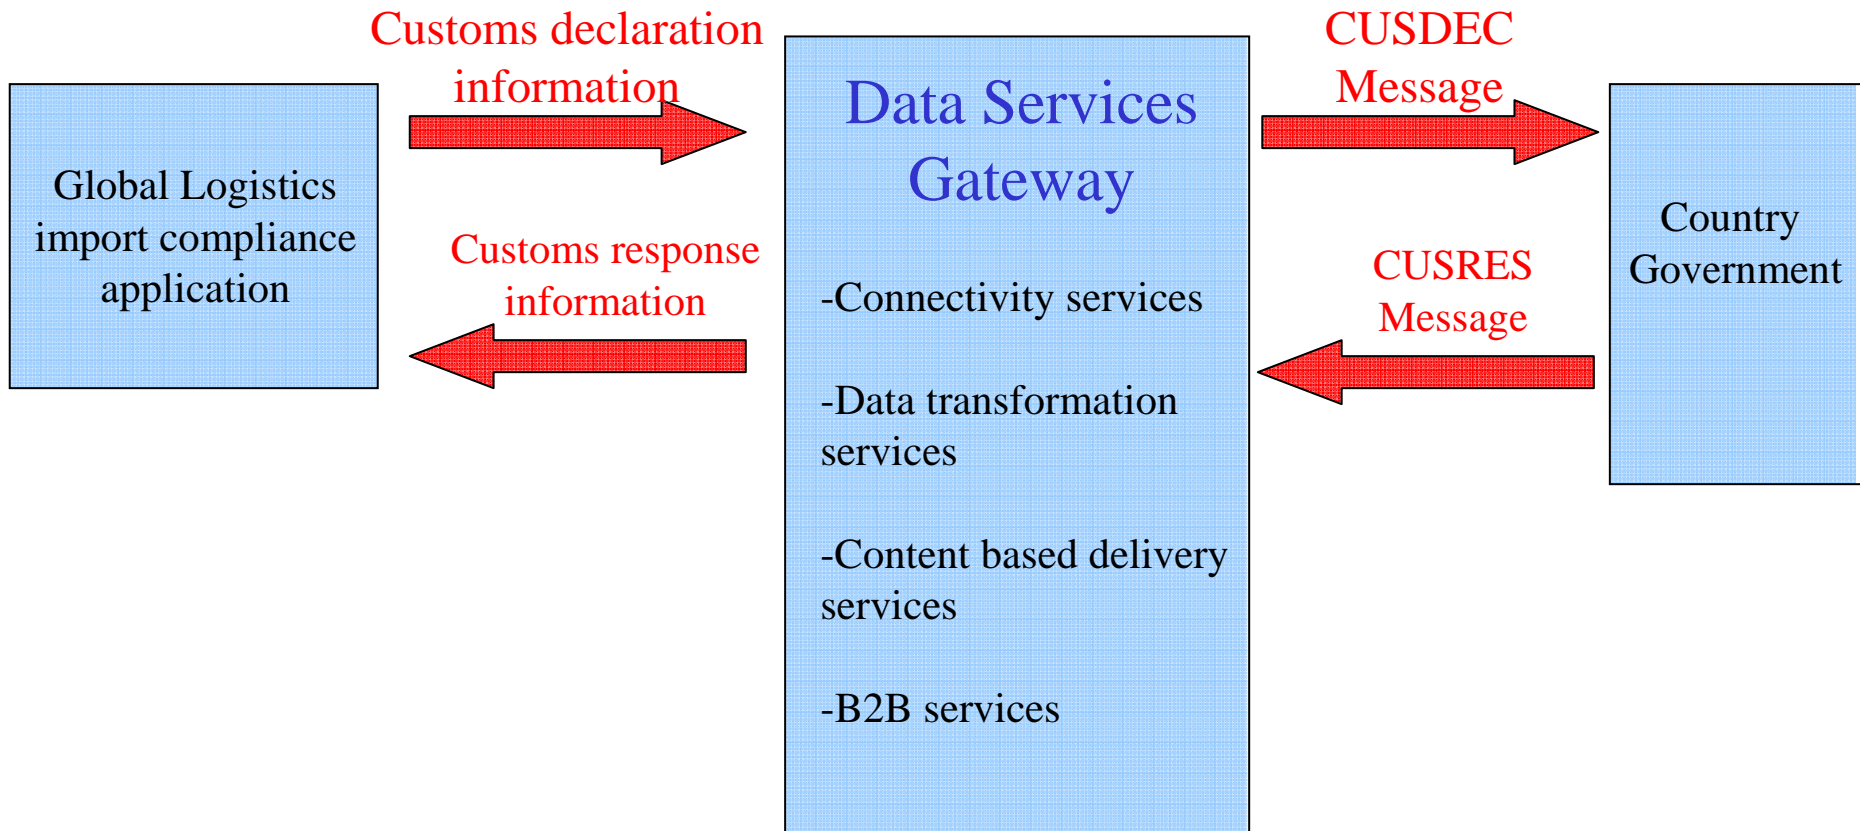 Customs declaration
information
CUSDEC
Message
Global Logistics
import compliance
application
Customs response
information
Data Services
Gateway
-Connectivity services
-Data transformation
services
-Content based delivery
services
-B2B services
CUSRES
Message
Country
Government